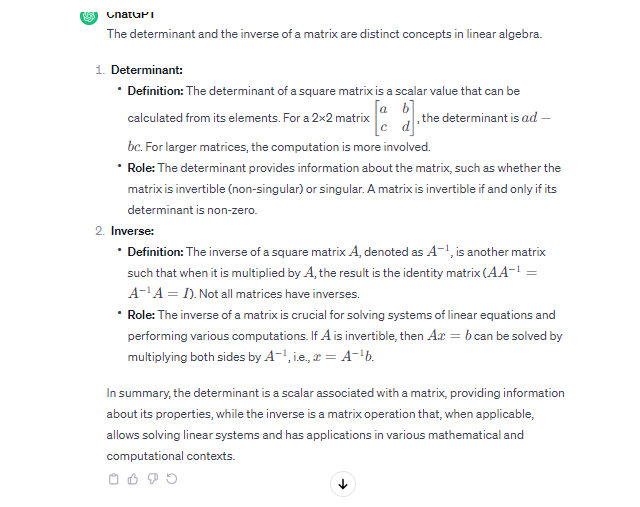 ChatGPT
The determinant and the inverse of a matrix are distinct concepts in linear algebra.
1. Determinant:
• Definition: The determinant of a square matrix is a scalar value that can be
calculated from its elements. For a 2×2 matrix [a b; c d], the determinant is ad −
bc. For larger matrices, the computation is more involved.
• Role: The determinant provides information about the matrix, such as whether the
matrix is invertible (non-singular) or singular. A matrix is invertible if and only if its
determinant is non-zero.
2. Inverse:
• Definition: The inverse of a square matrix A, denoted as A⁻¹, is another matrix
such that when it is multiplied by A, the result is the identity matrix (AA⁻¹ =
A⁻¹A = I). Not all matrices have inverses.
• Role: The inverse of a matrix is crucial for solving systems of linear equations and
performing various computations. If A is invertible, then Ax = b can be solved by
multiplying both sides by A⁻¹, i.e., x = A⁻¹b.
In summary, the determinant is a scalar associated with a matrix, providing information
about its properties, while the inverse is a matrix operation that, when applicable,
allows solving linear systems and has applications in various mathematical and
computational contexts.